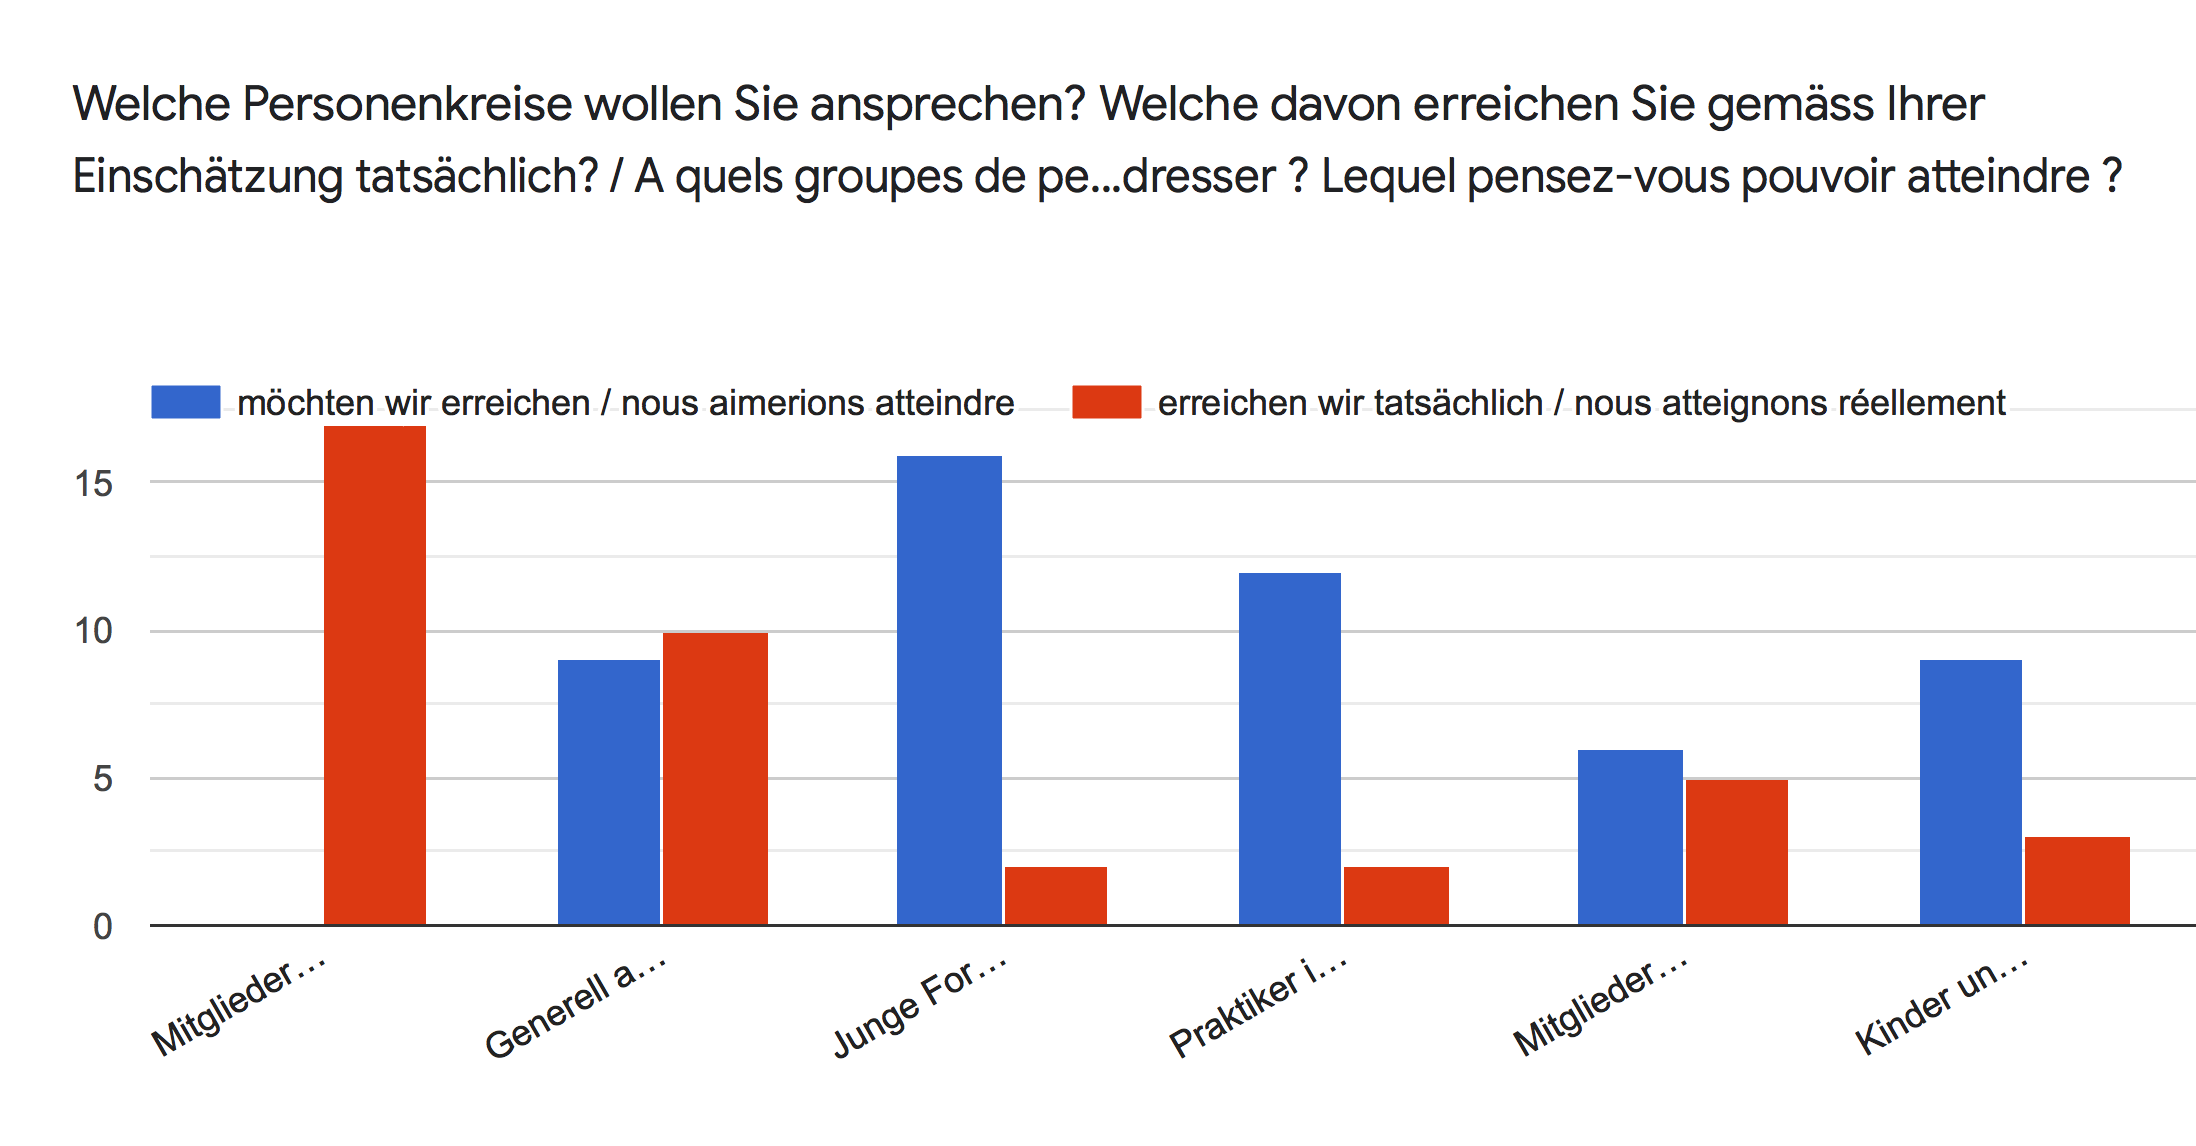 Welche Personenkreise wollen Sie ansprechen? Welche davon erreichen Sie gemäss Ihrer
Einschätzung tatsächlich? / A quels groupes de pe...dresser ? Lequel pensez-vous pouvoir atteindre ?
möchten wir erreichen / nous aimerions atteindre
erreichen wir tatsächlich / nous atteignons réellement
15
10
5
0
Mitglieder…
Generell a…
Junge For…
Praktiker i…
Mitglieder…
Kinder un…